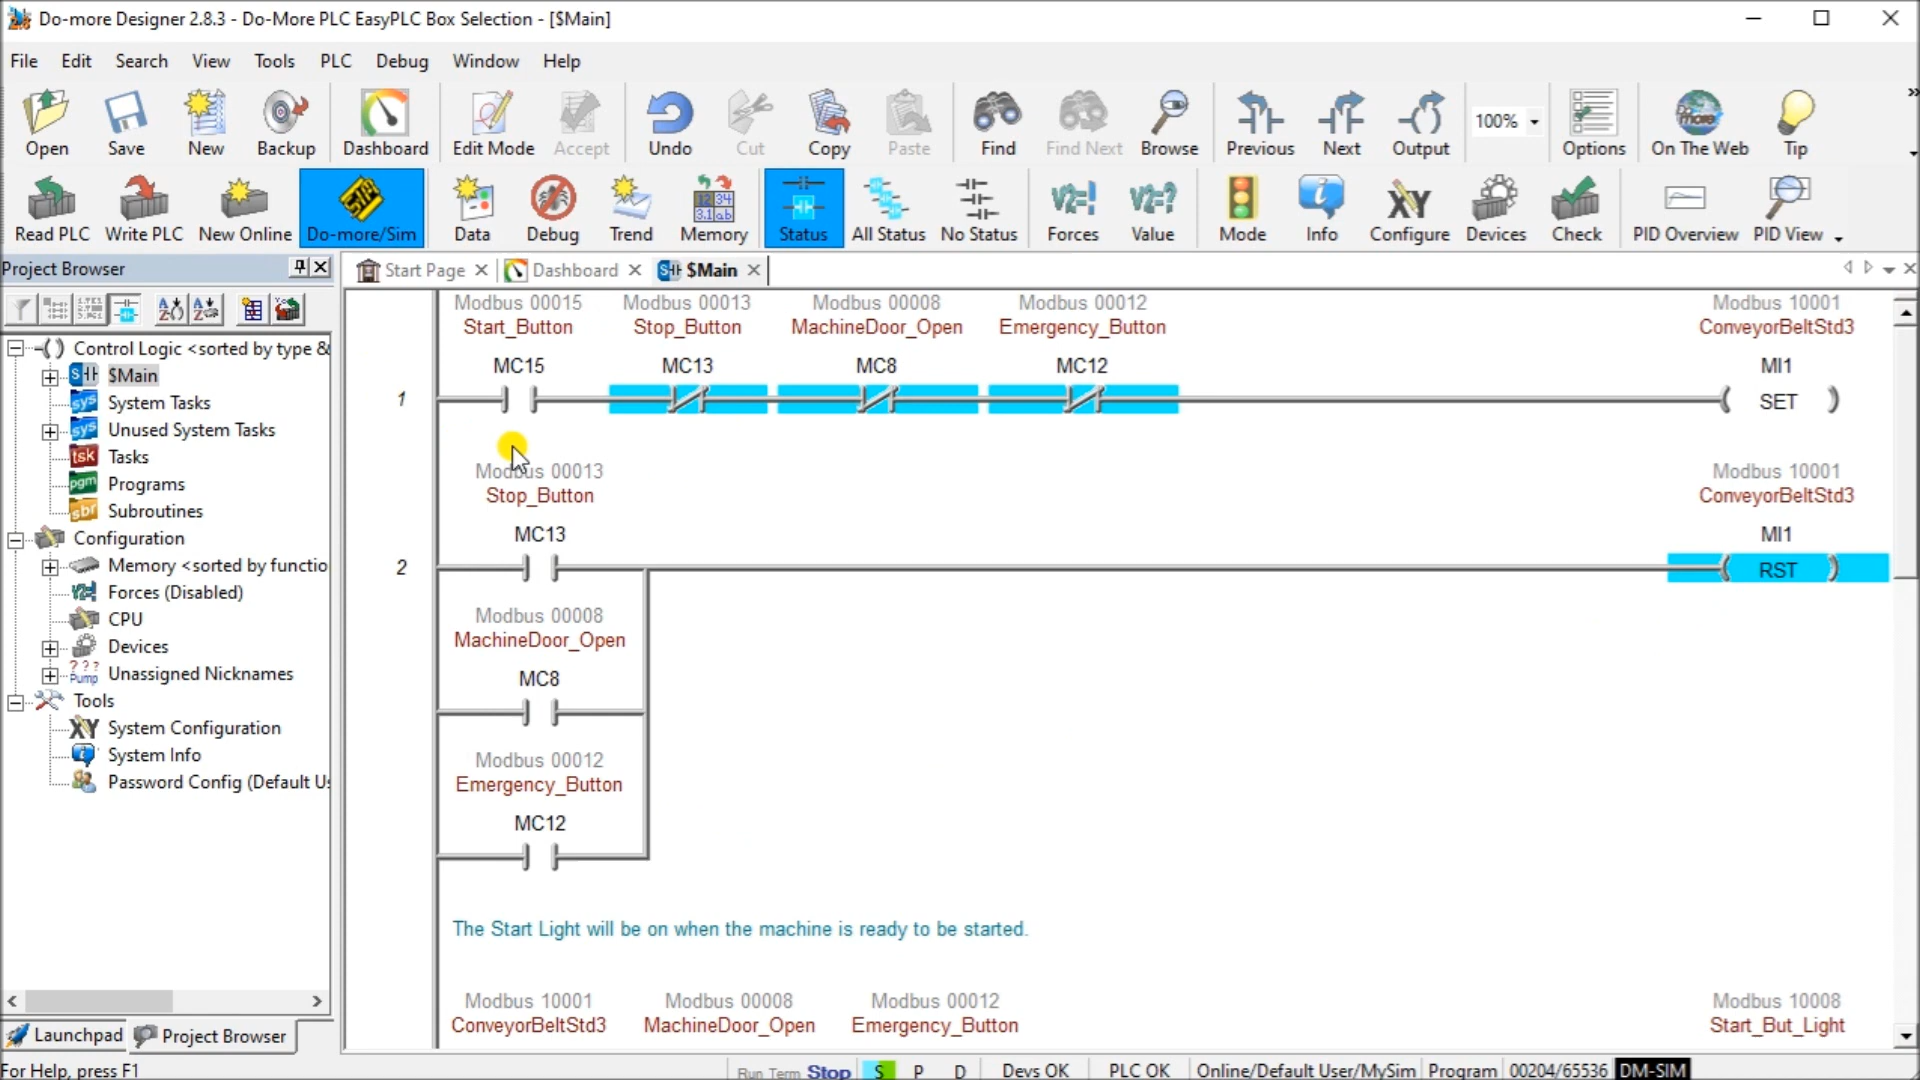 Do-more Designer 2.8.3 - Do-More PLC EasyPLC Box Selection - [$Main]
File Edit Search View Tools PLC Debug Window Help
Open Save New Backup Dashboard Edit Mode Accept Undo Cut Copy Paste Find Find Next Browse Previous Next Output 100% Options On The Web Tip
Read PLC Write PLC New Online Do-more/Sim Data Debug Trend Memory Status All Status No Status Forces Value Mode Info Configure Devices Check PID Overview PID View
Project Browser
Start Page Dashboard $Main
Control Logic <sorted by type &
$Main
System Tasks
Unused System Tasks
Tasks
Programs
Subroutines
Configuration
Memory <sorted by functio
Forces (Disabled)
CPU
Devices
Unassigned Nicknames
Tools
System Configuration
System Info
Password Config (Default Us
Launchpad Project Browser
Modbus 00015 Modbus 00013 Modbus 00008 Modbus 00012 Modbus 10001
Start_Button Stop_Button MachineDoor_Open Emergency_Button ConveyorBeltStd3
MC15 MC13 MC8 MC12 MI1
1 SET
Modbus 00013 Modbus 10001
Stop_Button ConveyorBeltStd3
MC13 MI1
2 RST
Modbus 00008
MachineDoor_Open
MC8
Modbus 00012
Emergency_Button
MC12
The Start Light will be on when the machine is ready to be started.
Modbus 10001 Modbus 00008 Modbus 00012 Modbus 10008
ConveyorBeltStd3 MachineDoor_Open Emergency_Button Start_But_Light
For Help, press F1 Run Term Stop S P D Devs OK PLC OK Online/Default User/MySim Program 00204/65536 DM-SIM